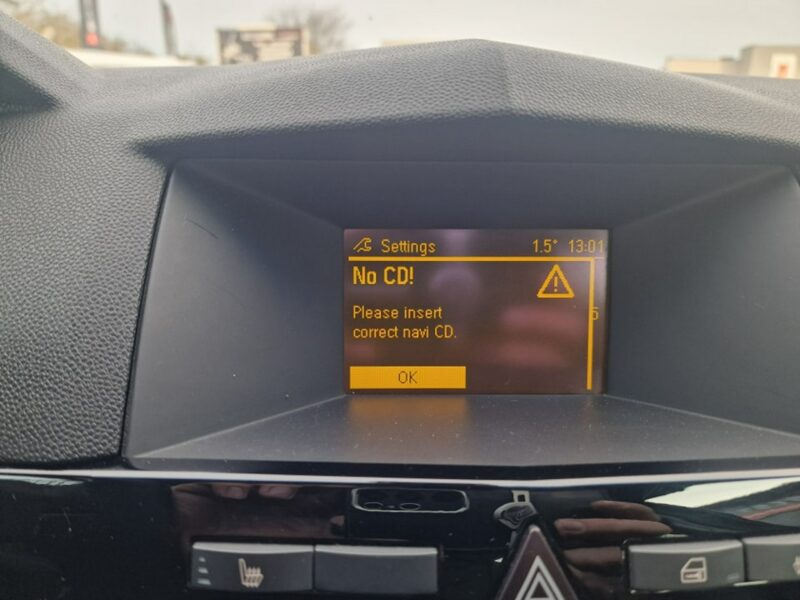 Settings 1.5° 13:01
No CD!
Please insert
correct navi CD.
OK